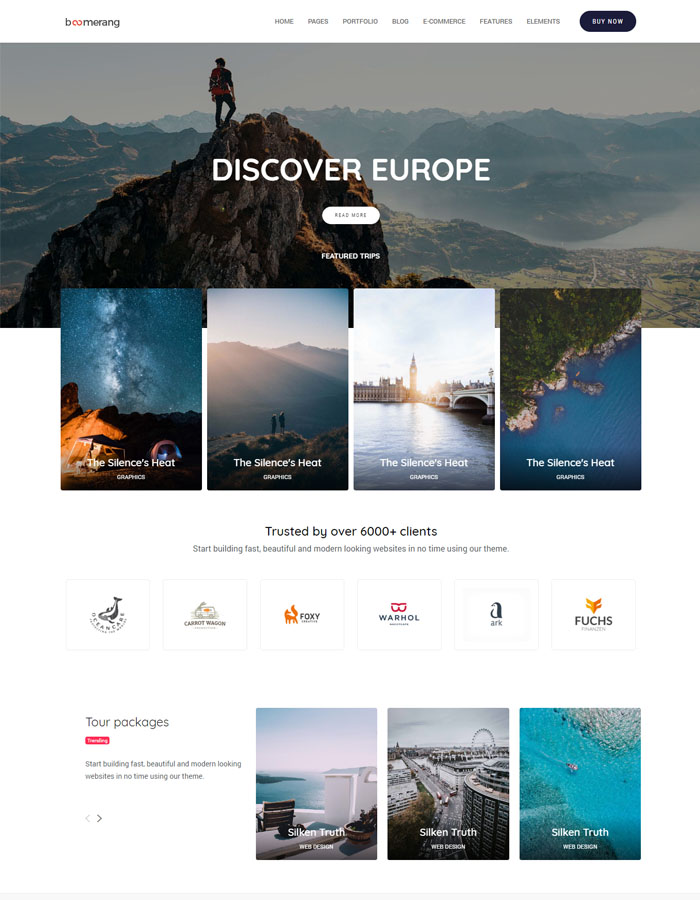 boomerang
HOME PAGES PORTFOLIO BLOG E-COMMERCE FEATURES ELEMENTS BUY NOW
DISCOVER EUROPE
READ MORE
FEATURED TRIPS
The Silence's Heat The Silence's Heat The Silence's Heat The Silence's Heat
GRAPHICS GRAPHICS GRAPHICS GRAPHICS
Trusted by over 6000+ clients
Start building fast, beautiful and modern looking websites in no time using our theme.
OCEANCARE
CARROT WAGON
FOXY
WARHOL
ark
FUCHS
FINANZEN
Tour packages
Trending
Start building fast, beautiful and modern looking
websites in no time using our theme.
Silken Truth Silken Truth Silken Truth
WEB DESIGN WEB DESIGN WEB DESIGN